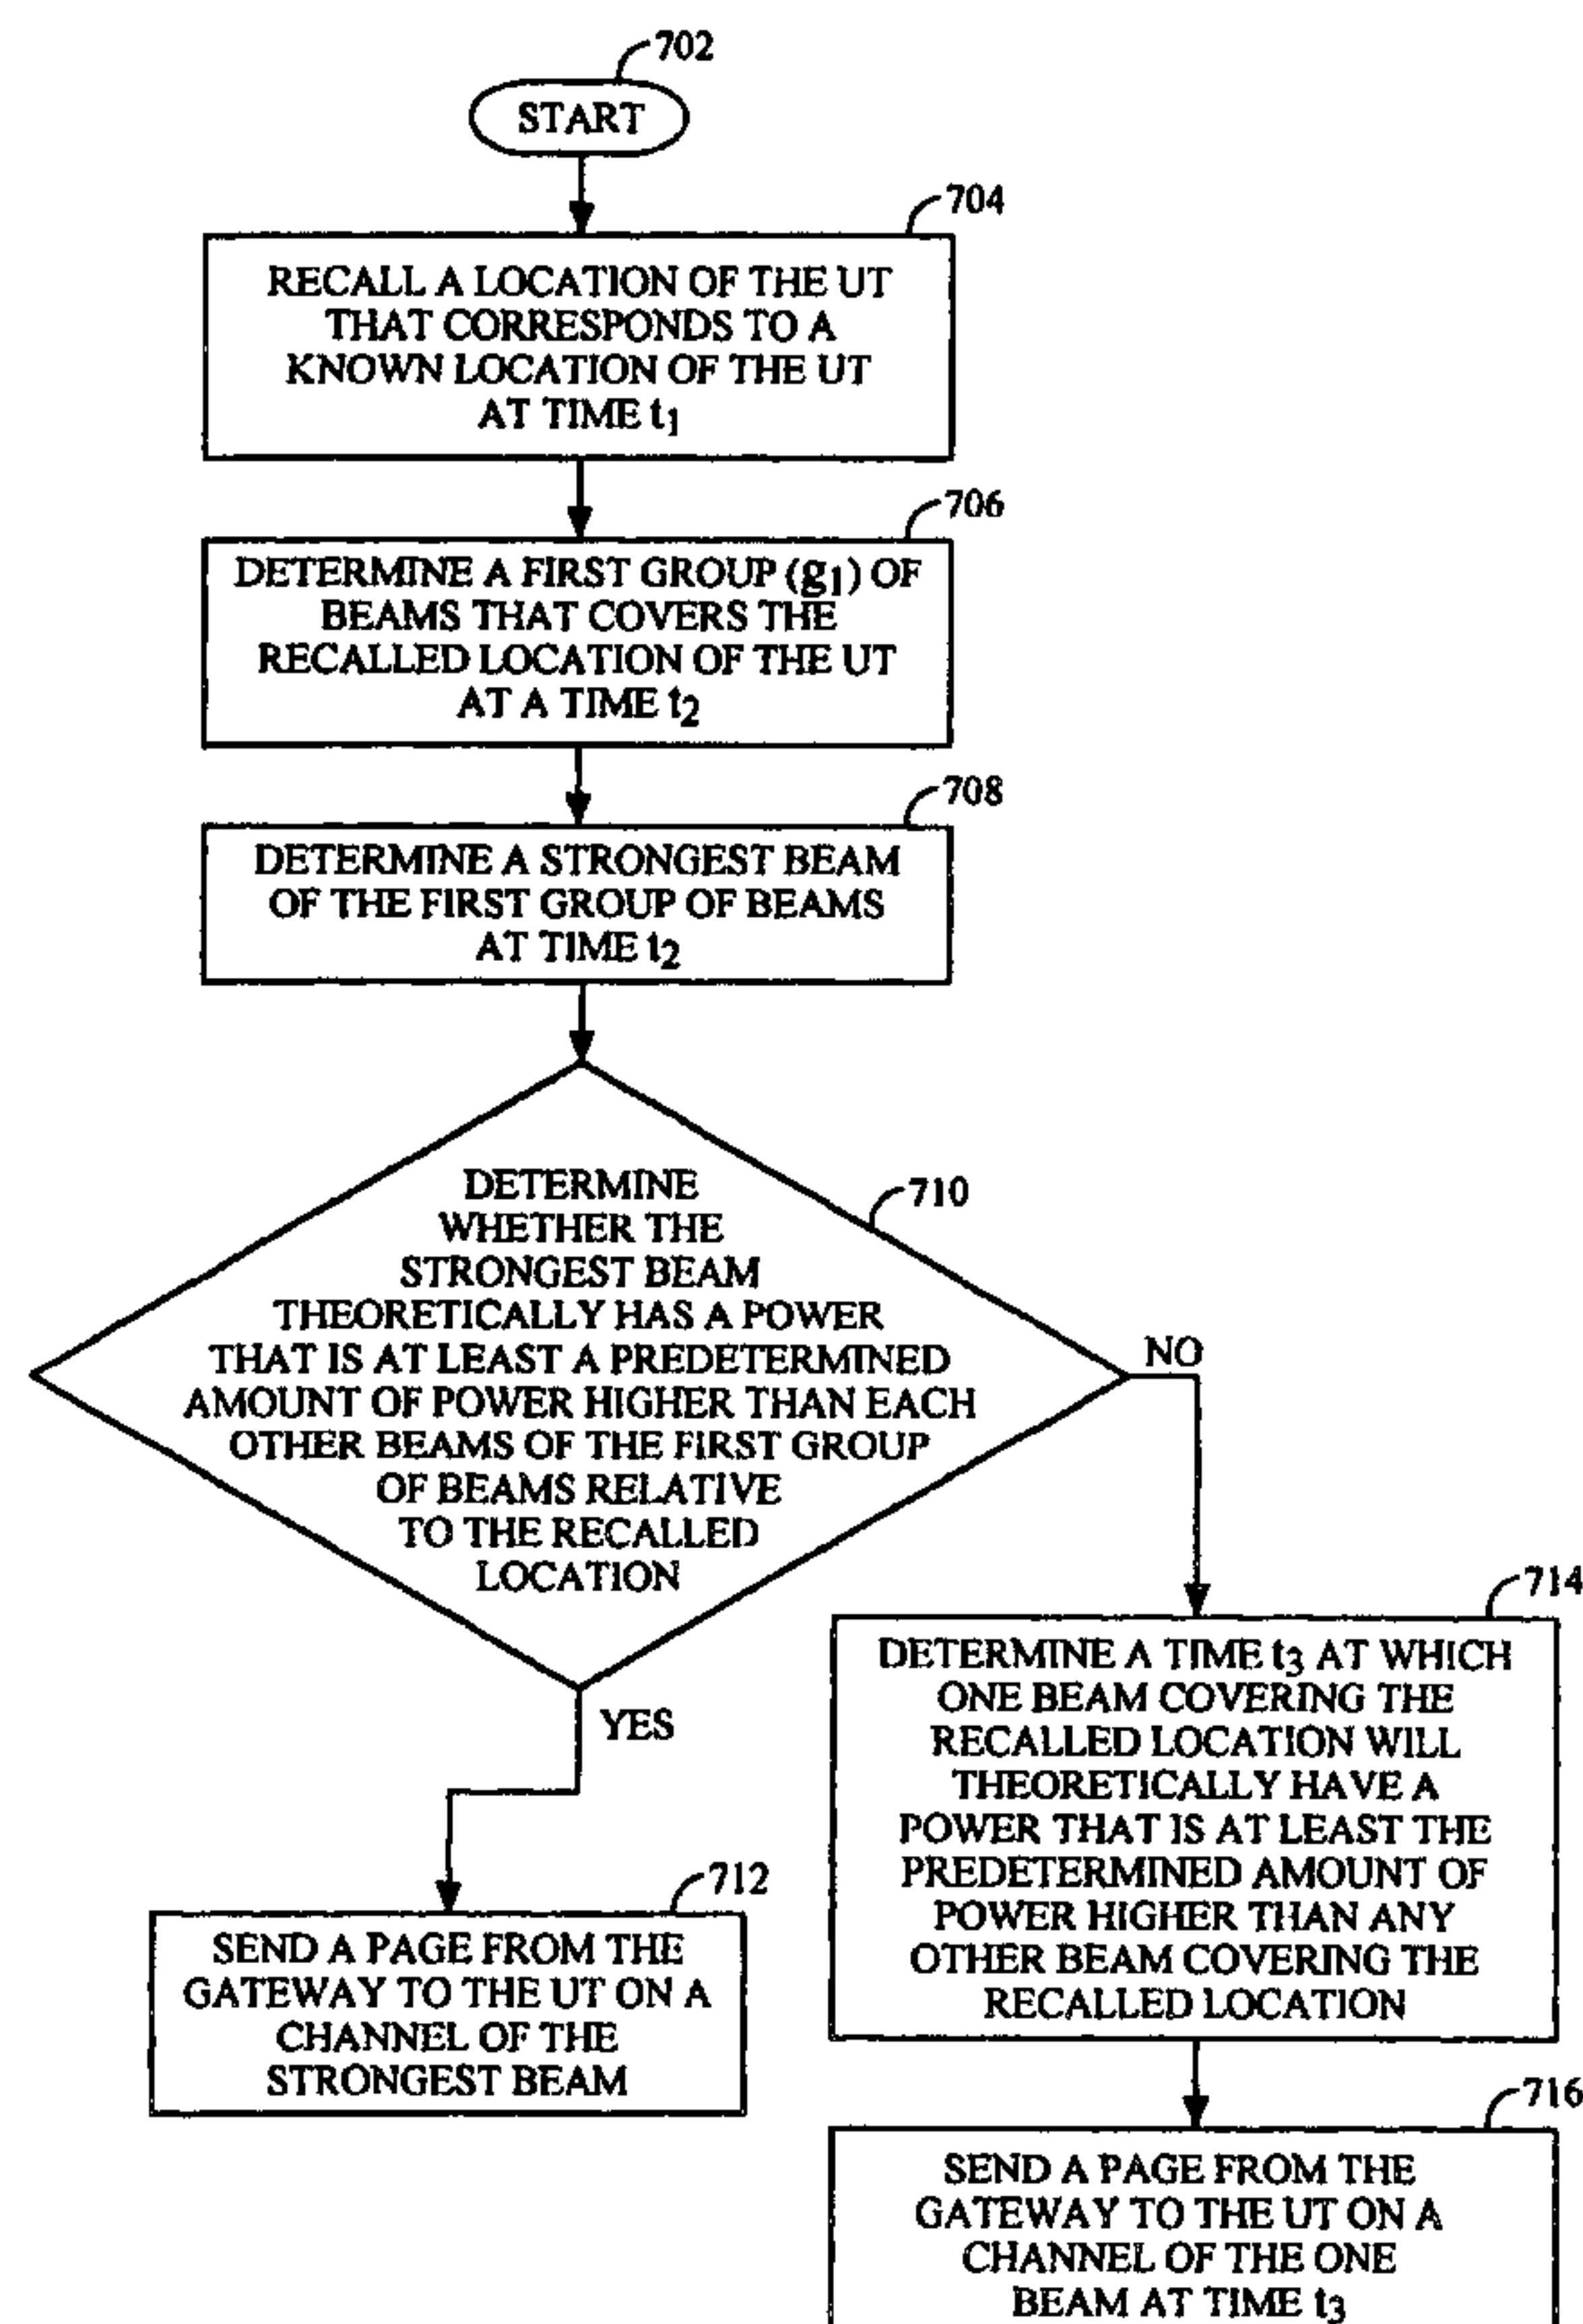 702
START
704
RECALL A LOCATION OF THE UT
THAT CORRESPONDS TO A
KNOWN LOCATION OF THE UT
AT TIME t1
706
DETERMINE A FIRST GROUP (g1) OF
BEAMS THAT COVERS THE
RECALLED LOCATION OF THE UT
AT A TIME t2
708
DETERMINE A STRONGEST BEAM
OF THE FIRST GROUP OF BEAMS
AT TIME t2
710
DETERMINE
WHETHER THE
STRONGEST BEAM
THEORETICALLY HAS A POWER
THAT IS AT LEAST A PREDETERMINED
AMOUNT OF POWER HIGHER THAN EACH
OTHER BEAMS OF THE FIRST GROUP
OF BEAMS RELATIVE
TO THE RECALLED
LOCATION
NO
YES
712
SEND A PAGE FROM THE
GATEWAY TO THE UT ON A
CHANNEL OF THE
STRONGEST BEAM
714
DETERMINE A TIME t3 AT WHICH
ONE BEAM COVERING THE
RECALLED LOCATION WILL
THEORETICALLY HAVE A
POWER THAT IS AT LEAST THE
PREDETERMINED AMOUNT OF
POWER HIGHER THAN ANY
OTHER BEAM COVERING THE
RECALLED LOCATION
716
SEND A PAGE FROM THE
GATEWAY TO THE UT ON A
CHANNEL OF THE ONE
BEAM AT TIME t3